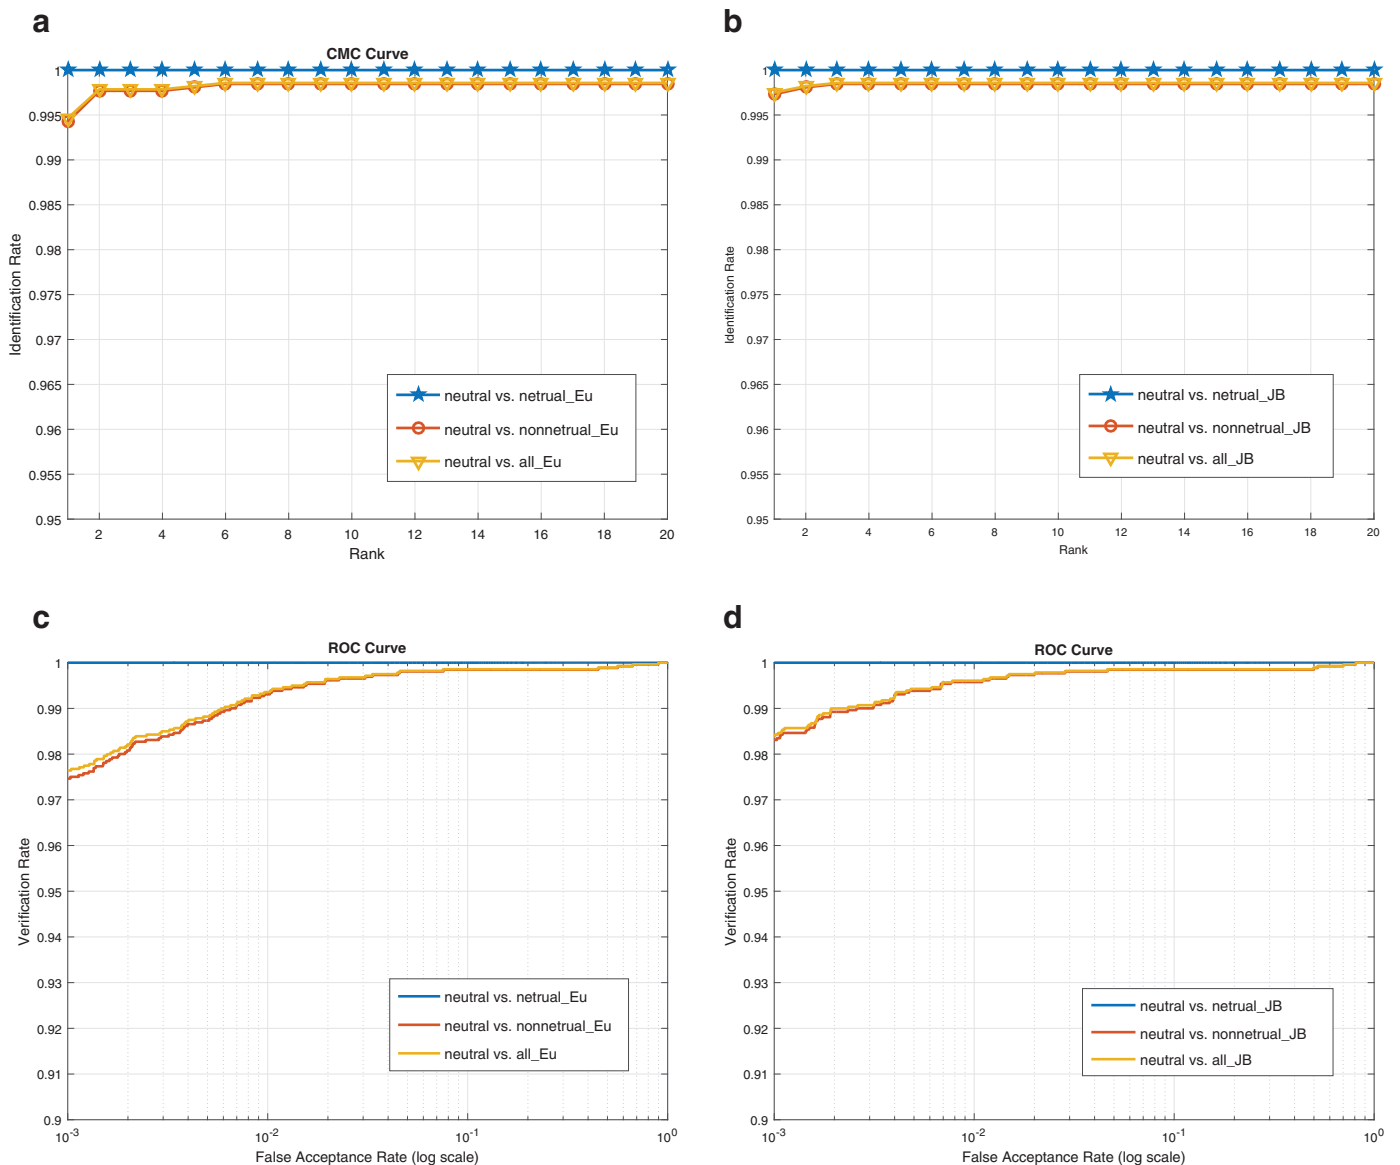 a
CMC Curve
1
0.995
0.99
0.985
0.98
0.975
0.97
0.965
0.96
0.955
0.95
2 4 6 8 10 12 14 16 18 20
Identification Rate
Rank
neutral vs. netrual_Eu
neutral vs. nonnetrual_Eu
neutral vs. all_Eu
b
1
0.995
0.99
0.985
0.98
0.975
0.97
0.965
0.96
0.955
0.95
2 4 6 8 10 12 14 16 18 20
Identification Rate
Rank
neutral vs. netrual_JB
neutral vs. nonnetrual_JB
neutral vs. all_JB
c
ROC Curve
1
0.99
0.98
0.97
0.96
0.95
0.94
0.93
0.92
0.91
0.9
10^-3 10^-2 10^-1 10^0
Verification Rate
False Acceptance Rate (log scale)
neutral vs. netrual_Eu
neutral vs. nonnetrual_Eu
neutral vs. all_Eu
d
ROC Curve
1
0.99
0.98
0.97
0.96
0.95
0.94
0.93
0.92
0.91
0.9
10^-3 10^-2 10^-1 10^0
Verification Rate
False Acceptance Rate (log scale)
neutral vs. netrual_JB
neutral vs. nonnetrual_JB
neutral vs. all_JB